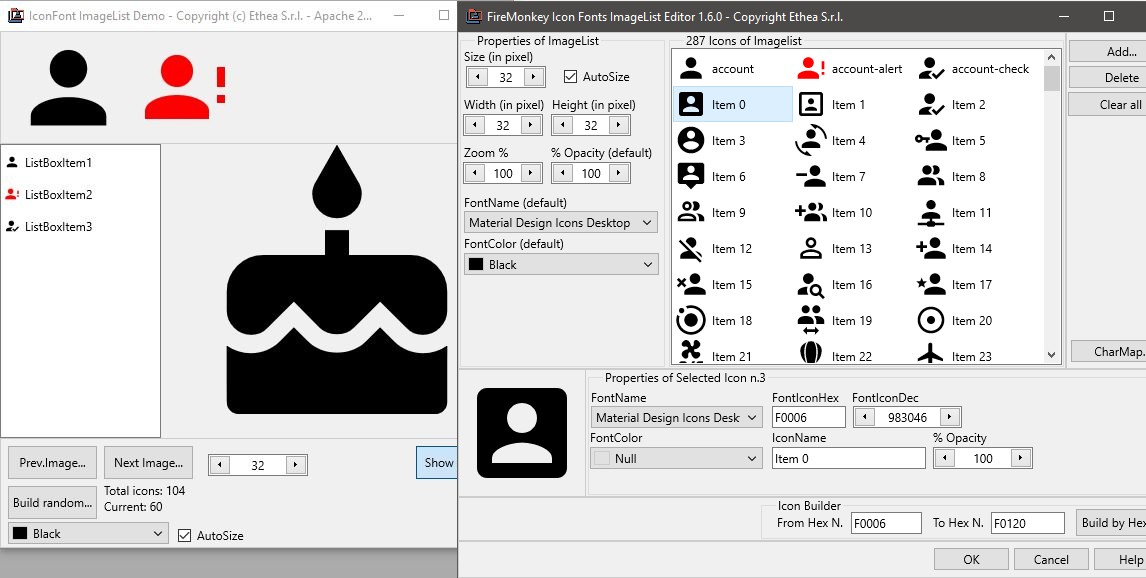 IconFont ImageList Demo - Copyright (c) Ethea S.r.l. - Apache 2...
ListBoxItem1
ListBoxItem2
ListBoxItem3
Prev.Image...
Next Image...
32
Show
Build random...
Total icons: 104
Current: 60
Black
AutoSize
FireMonkey Icon Fonts ImageList Editor 1.6.0 - Copyright Ethea S.r.l.
Properties of ImageList
Size (in pixel)
32
AutoSize
Width (in pixel)
Height (in pixel)
32
32
Zoom %
% Opacity (default)
100
100
FontName (default)
Material Design Icons Desktop
FontColor (default)
Black
287 Icons of Imagelist
account
account-alert
account-check
Item 0
Item 1
Item 2
Item 3
Item 4
Item 5
Item 6
Item 7
Item 8
Item 9
Item 10
Item 11
Item 12
Item 13
Item 14
Item 15
Item 16
Item 17
Item 18
Item 19
Item 20
Item 21
Item 22
Item 23
Add...
Delete
Clear all
CharMap.
Properties of Selected Icon n.3
FontName
FontIconHex
FontIconDec
Material Design Icons Desk
F0006
983046
FontColor
IconName
% Opacity
Null
Item 0
100
Icon Builder
From Hex N.
F0006
To Hex N.
F0120
Build by Hex
OK
Cancel
Help